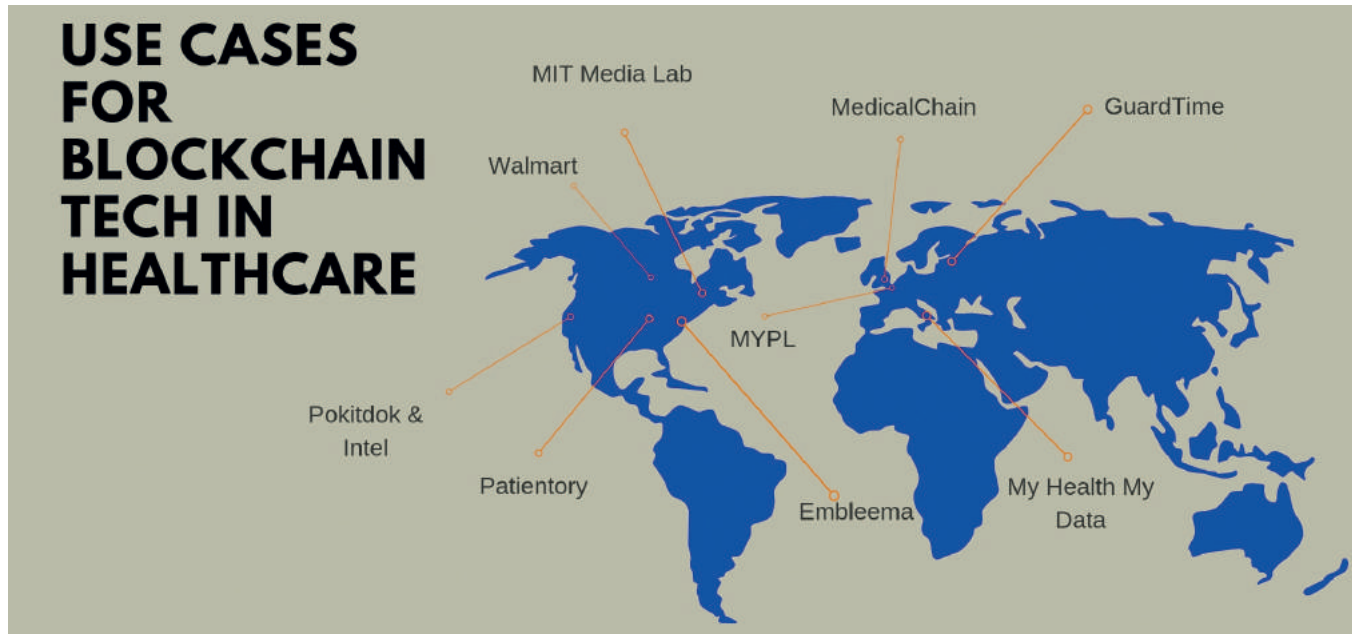 USE CASES
FOR
BLOCKCHAIN
TECH IN
HEALTHCARE
MIT Media Lab
MedicalChain
GuardTime
Walmart
MYPL
Pokitdok &
Intel
Patientory
Embleema
My Health My
Data